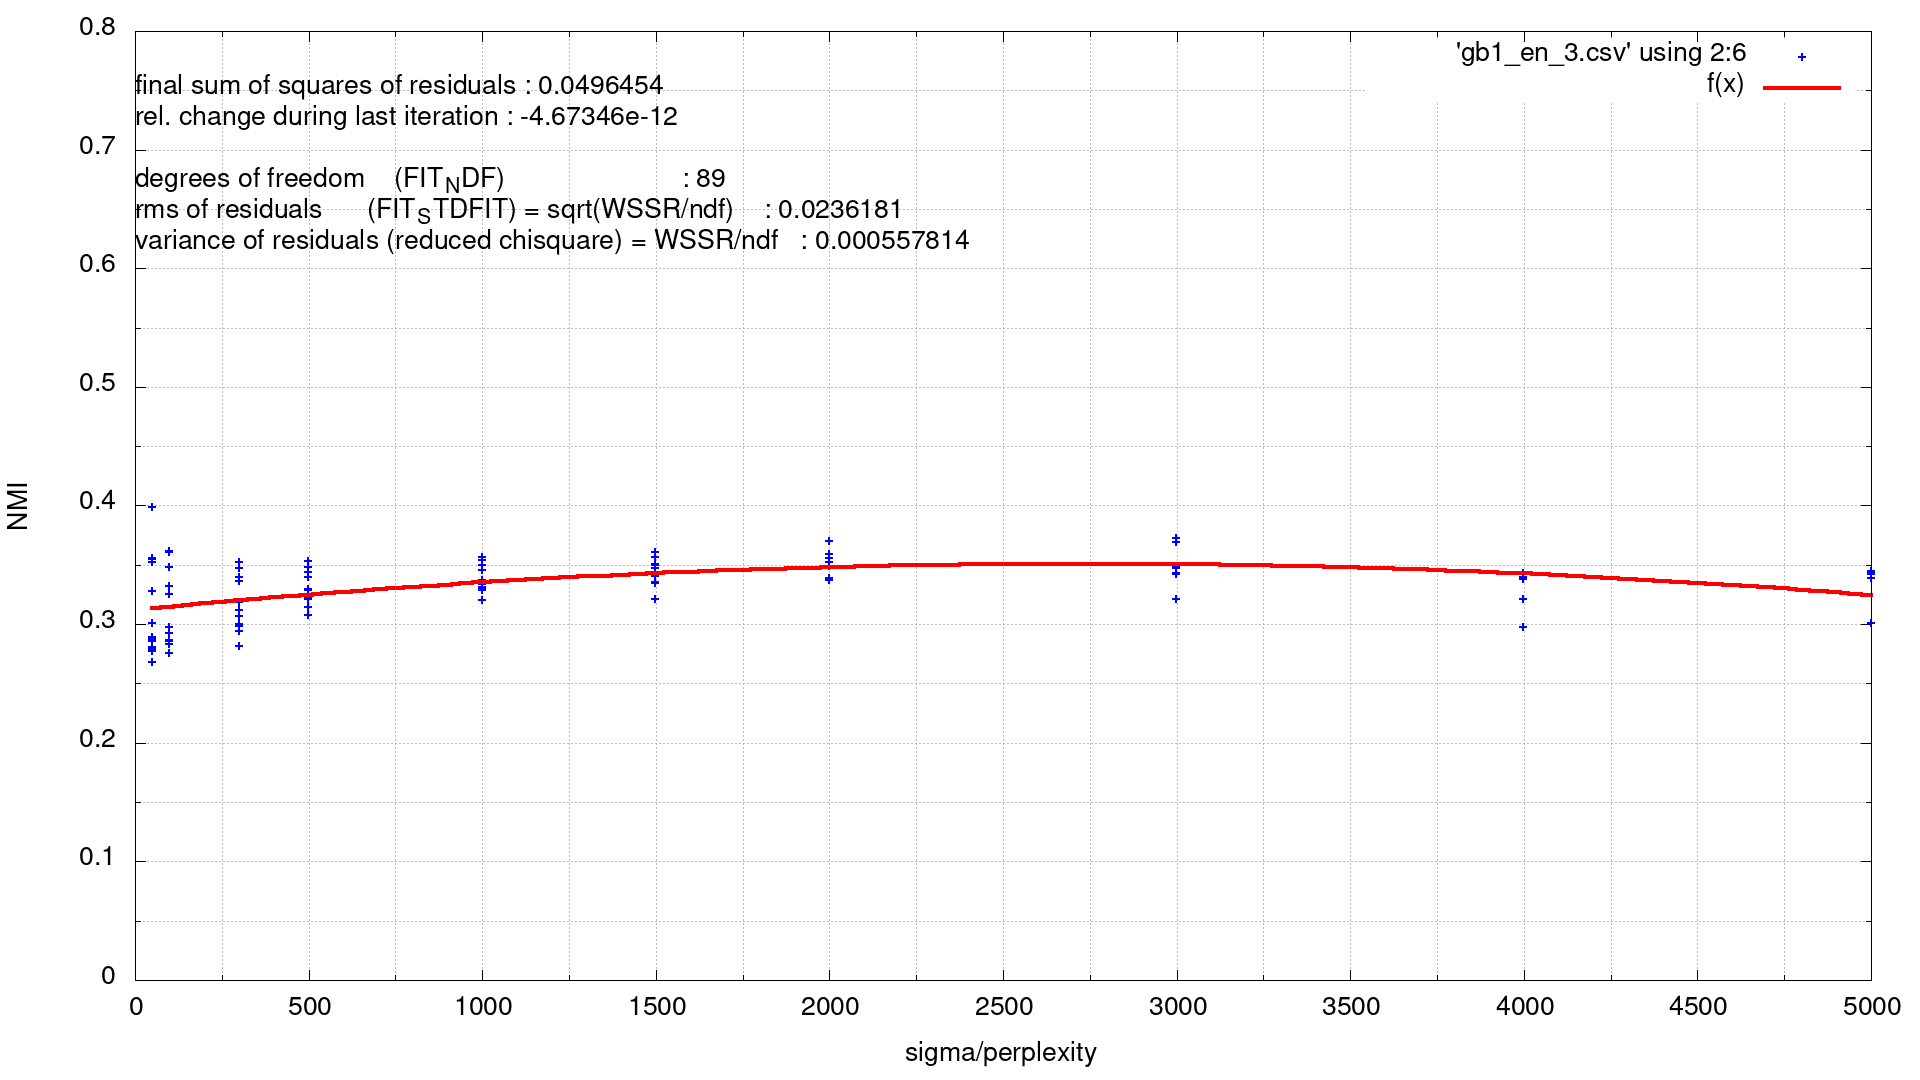 'gb1_en_3.csv' using 2:6
f(x)
final sum of squares of residuals : 0.0496454
rel. change during last iteration : -4.67346e-12
degrees of freedom (FIT_NDF) : 89
rms of residuals (FIT_STDFIT) = sqrt(WSSR/ndf) : 0.0236181
variance of residuals (reduced chisquare) = WSSR/ndf : 0.000557814
0.8
0.7
0.6
0.5
0.4
0.3
0.2
0.1
0
NMI
0 500 1000 1500 2000 2500 3000 3500 4000 4500 5000
sigma/perplexity